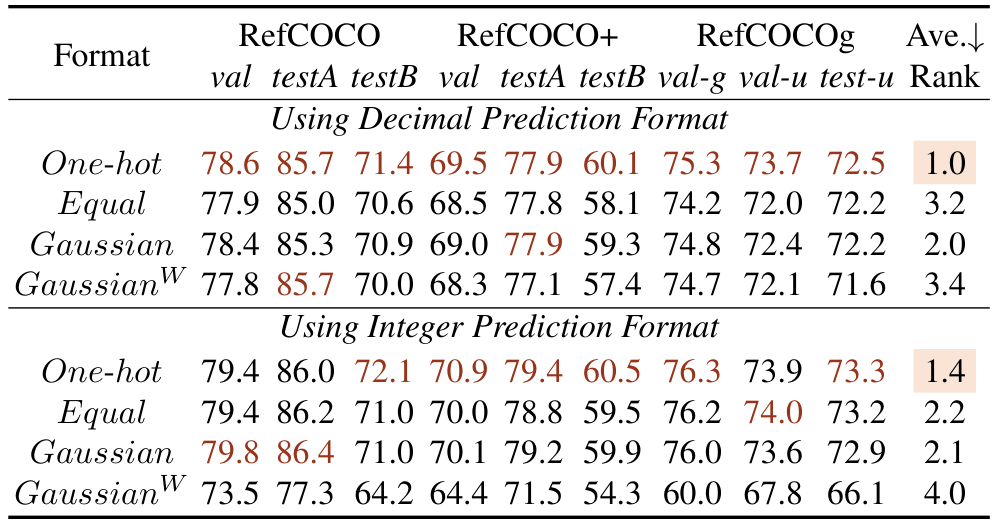 Format RefCOCO RefCOCO+ RefCOCOg Ave.↓
val testA testB val testA testB val-g val-u test-u Rank
Using Decimal Prediction Format
One-hot 78.6 85.7 71.4 69.5 77.9 60.1 75.3 73.7 72.5 1.0
Equal 77.9 85.0 70.6 68.5 77.8 58.1 74.2 72.0 72.2 3.2
Gaussian 78.4 85.3 70.9 69.0 77.9 59.3 74.8 72.4 72.2 2.0
Gaussian^W 77.8 85.7 70.0 68.3 77.1 57.4 74.7 72.1 71.6 3.4
Using Integer Prediction Format
One-hot 79.4 86.0 72.1 70.9 79.4 60.5 76.3 73.9 73.3 1.4
Equal 79.4 86.2 71.0 70.0 78.8 59.5 76.2 74.0 73.2 2.2
Gaussian 79.8 86.4 71.0 70.1 79.2 59.9 76.0 73.6 72.9 2.1
Gaussian^W 73.5 77.3 64.2 64.4 71.5 54.3 60.0 67.8 66.1 4.0